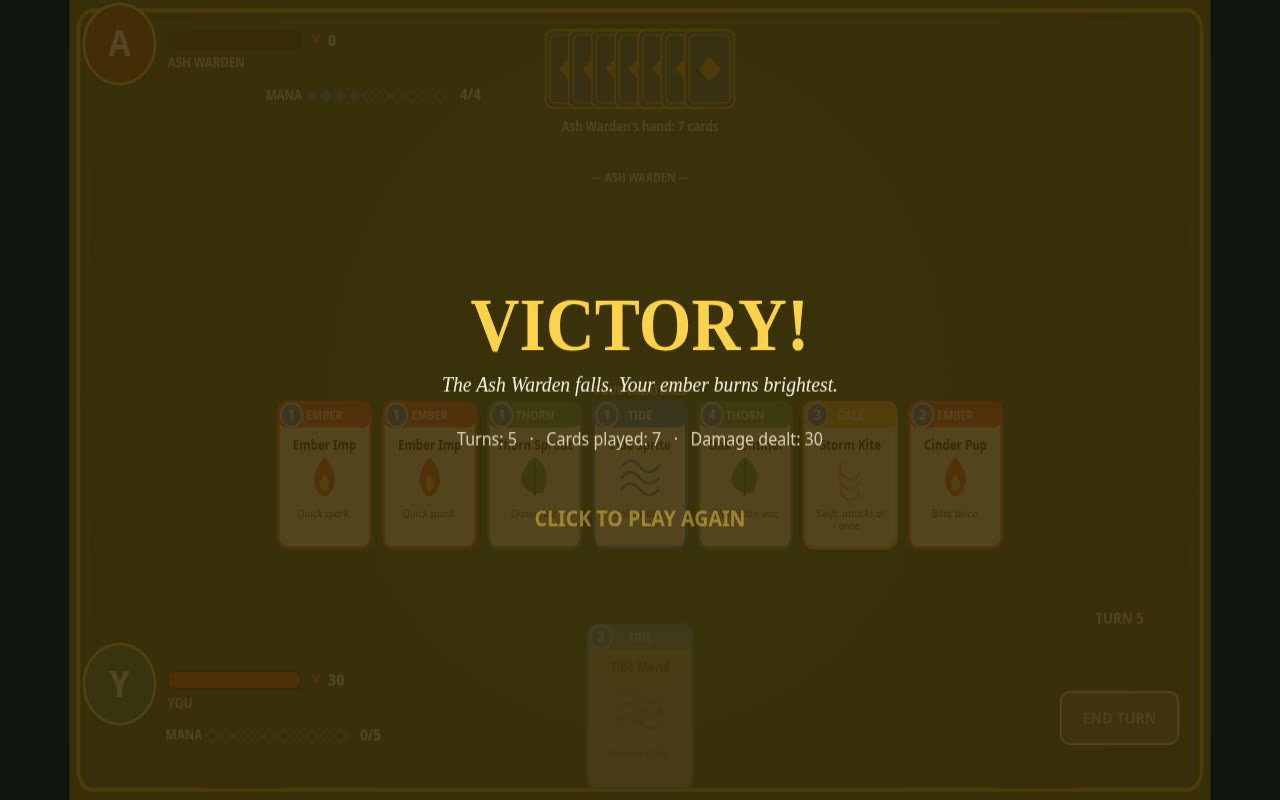 A
♥ 0
ASH WARDEN
MANA 4/4
Ash Warden's hand: 7 cards
— ASH WARDEN —
VICTORY!
The Ash Warden falls. Your ember burns brightest.
1 EMBER
1 EMBER
1 THORN
1 TIDE
4 THORN
3 GALE
2 EMBER
Turns: 5 · Cards played: 7 · Damage dealt: 30
Ember Imp
Ember Imp
Thorn Sprout
Storm Kite
Cinder Pup
Quick spark.
Quick spark.
Swift: attacks at once.
Bites twice.
CLICK TO PLAY AGAIN
TURN 5
2 TIDE
Tide Mend
Y
♥ 30
YOU
MANA 0/5
END TURN